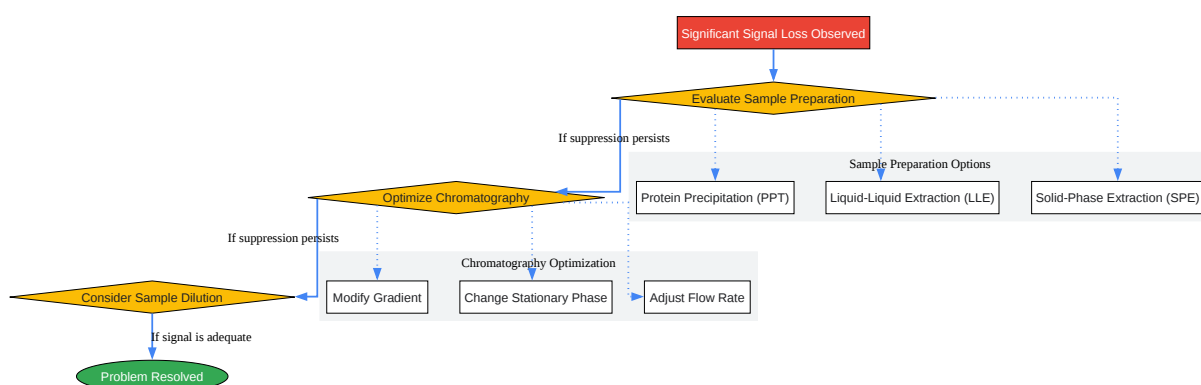 Significant Signal Loss Observed
Evaluate Sample Preparation
If suppression persists
Sample Preparation Options
Optimize Chromatography
Protein Precipitation (PPT)
Liquid-Liquid Extraction (LLE)
Solid-Phase Extraction (SPE)
If suppression persists
Chromatography Optimization
Consider Sample Dilution
Modify Gradient
Change Stationary Phase
Adjust Flow Rate
If signal is adequate
Problem Resolved